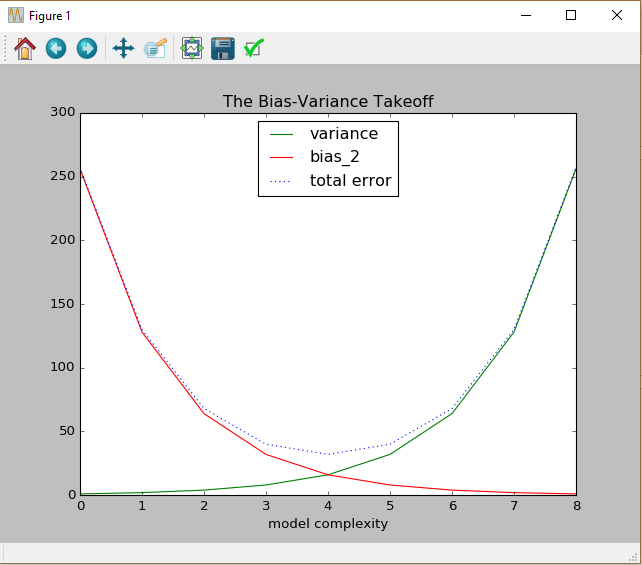 Figure 1
The Bias-Variance Takeoff
300
250
200
150
100
50
0
variance
bias_2
total error
0 1 2 3 4 5 6 7 8
model complexity